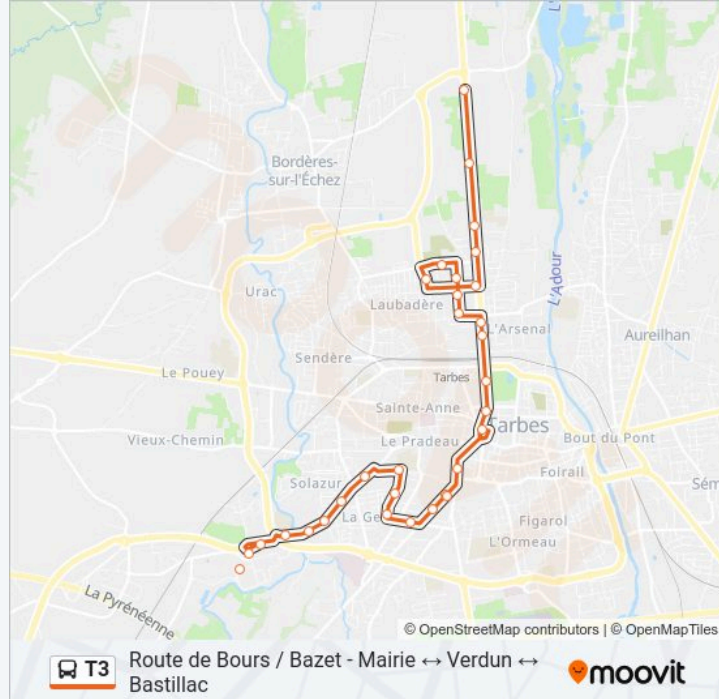 Bordères-
sur-l'Échez
L'Adour
Urac
Laubadère
L'Arsenal
Aureilhan
Sendère
Le Pouey
Tarbes
Sainte-Anne
Tarbes
Vieux-Chemin
Le Pradeau
Bout du Pont
Solazur
Foirail
Sém
La Ge
Figarol
L'Ormeau
La Pyrénéenne
© OpenStreetMap contributors | © OpenMapTiles
T3
Route de Bours / Bazet - Mairie ↔ Verdun ↔
Bastillac
moovit